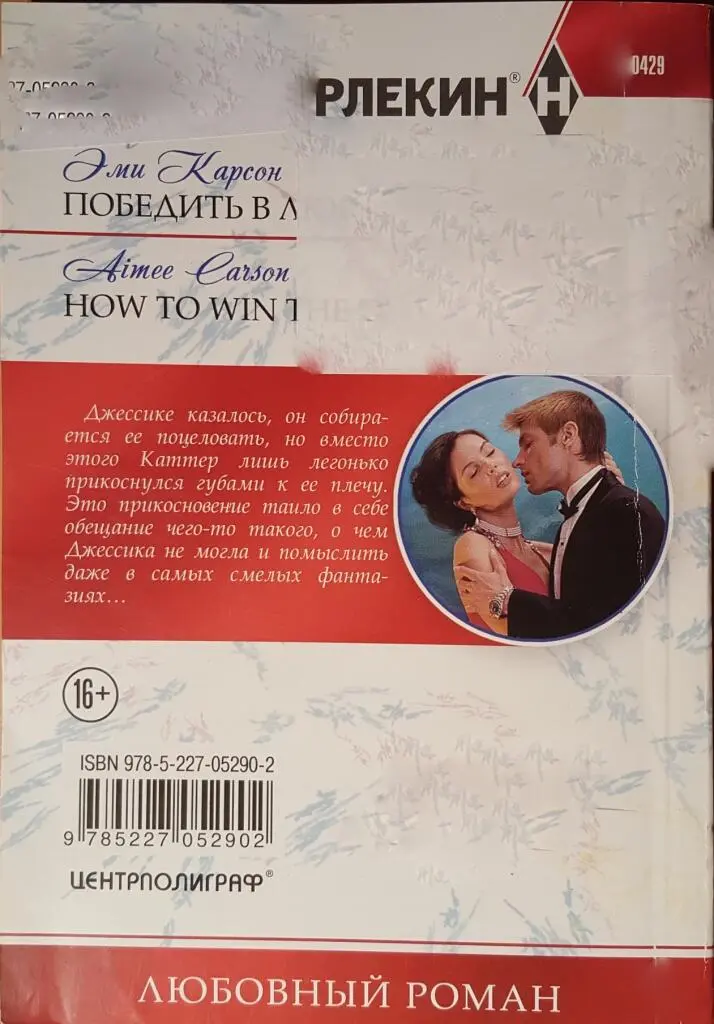 0429
РЛЕКИН®
Н
Эми Карсон
ПОБЕДИТЬ В
Aimee Carson
HOW TO WIN
Джессике казалось, он собира-
ется ее поцеловать, но вместо
этого Каттер лишь легонько
прикоснулся губами к ее плечу.
Это прикосновение таило в себе
обещание чего-то такого, о чем
Джессика не могла и помыслить
даже в самых смелых фанта-
зиях...
16+
ISBN 978-5-227-05290-2
9 785227 052902
ЦЕНТРПОЛИГРАФ®
ЛЮБОВНЫЙ РОМАН